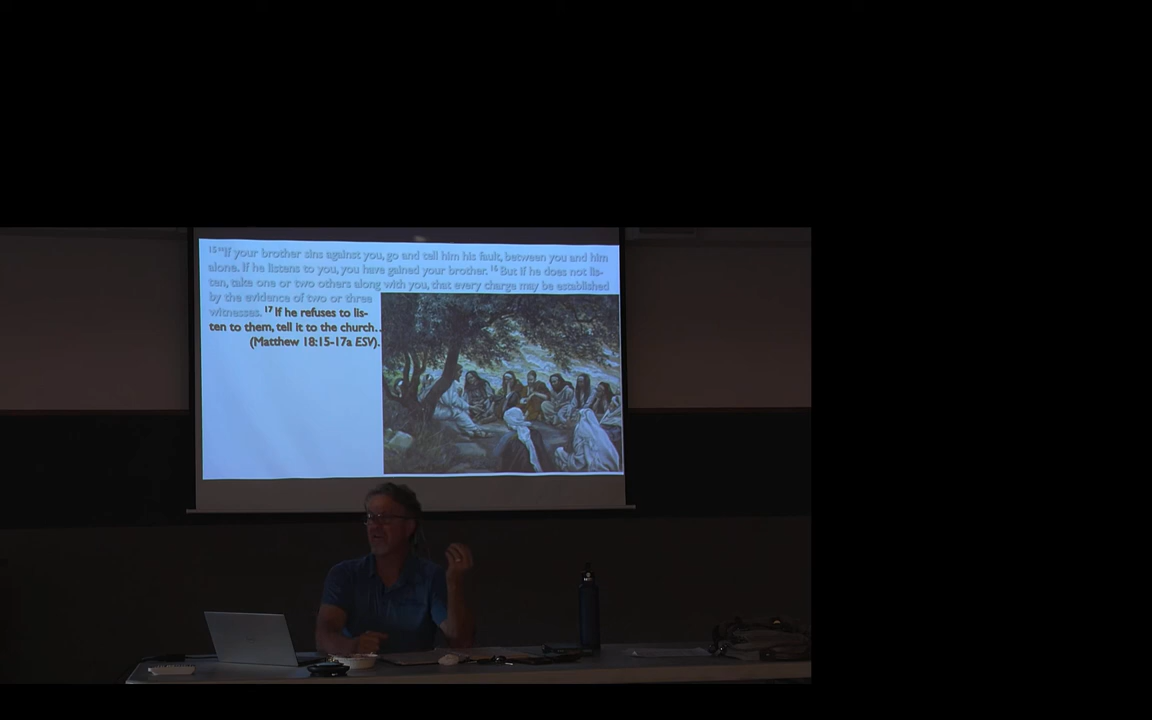 15 "If your brother sins against you, go and tell him his fault, between you and him
alone. If he listens to you, you have gained your brother. 16 But if he does not lis-
ten, take one or two others along with you, that every charge may be established
by the evidence of two or three
witnesses. 17 If he refuses to lis-
ten to them, tell it to the church…
(Matthew 18:15-17a ESV).